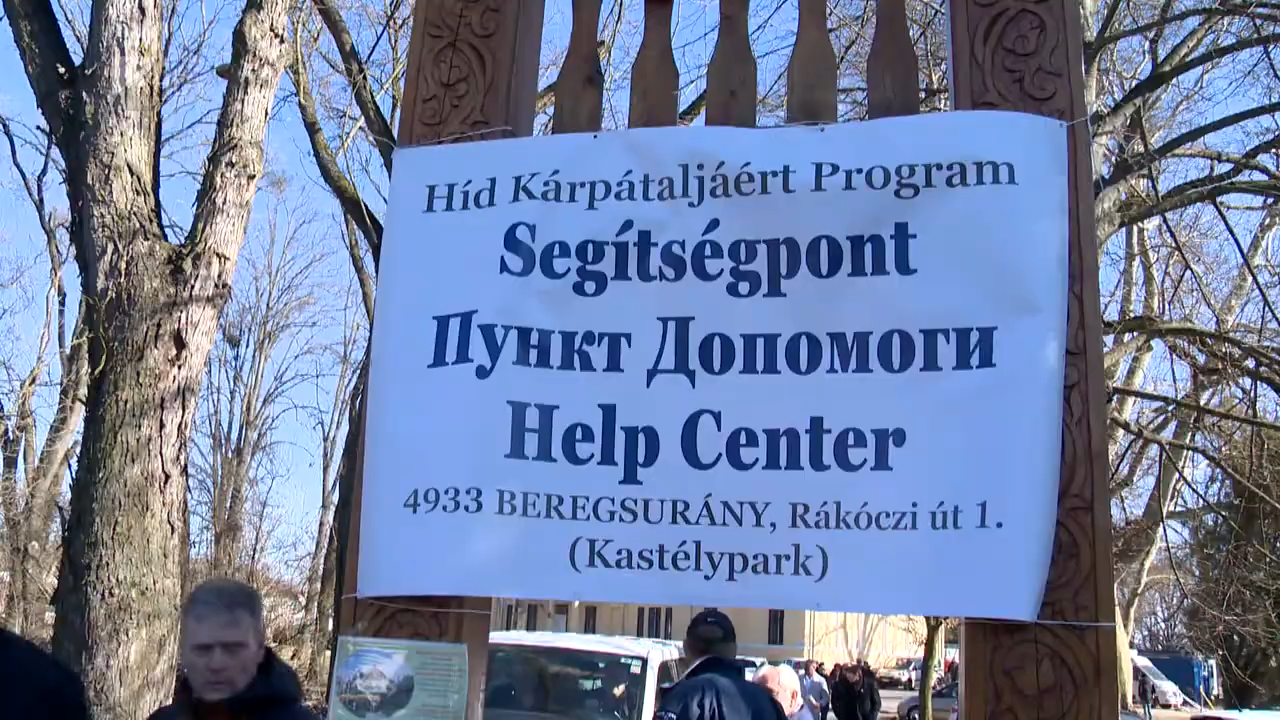 Híd Kárpátaljáért Program
Segítségpont
Пункт Допомоги
Help Center
4933 BEREGSURÁNY, Rákóczi út 1.
(Kastélypark)